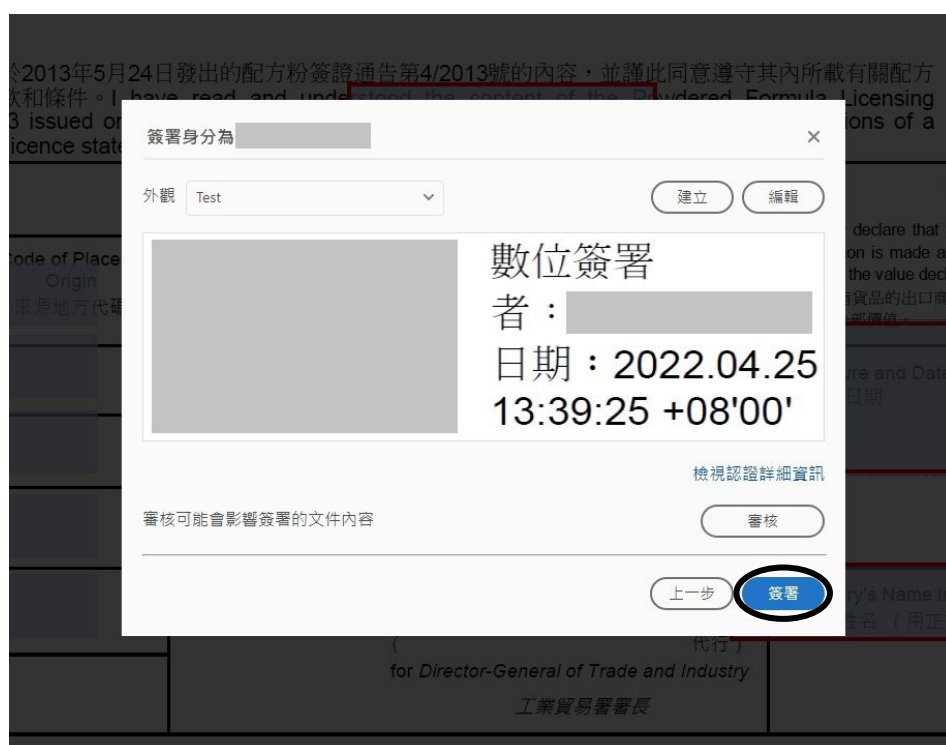 於2013年5月24日發出的配方粉簽證通告第4/2013號的內容，並謹此同意遵守其內所載有關配方
和條件。I have read and understood the content of the Powdered Formula Licensing
3 issued on
ions of a
licence state
簽署身分為
×
外觀 Test 建立 編輯
declare that
on is made a
the value decl
Code of Place
Origin
來源地方代碼
貨品的出口商
數位簽署
者：
日期：2022.04.25
13:39:25 +08'00'
ure and Date
日期
檢視認證詳細資訊
審核可能會影響簽署的文件內容 審核
上一步 簽署
ry's Name i
姓名 （用正
( 代行 )
for Director-General of Trade and Industry
工業貿易署署長